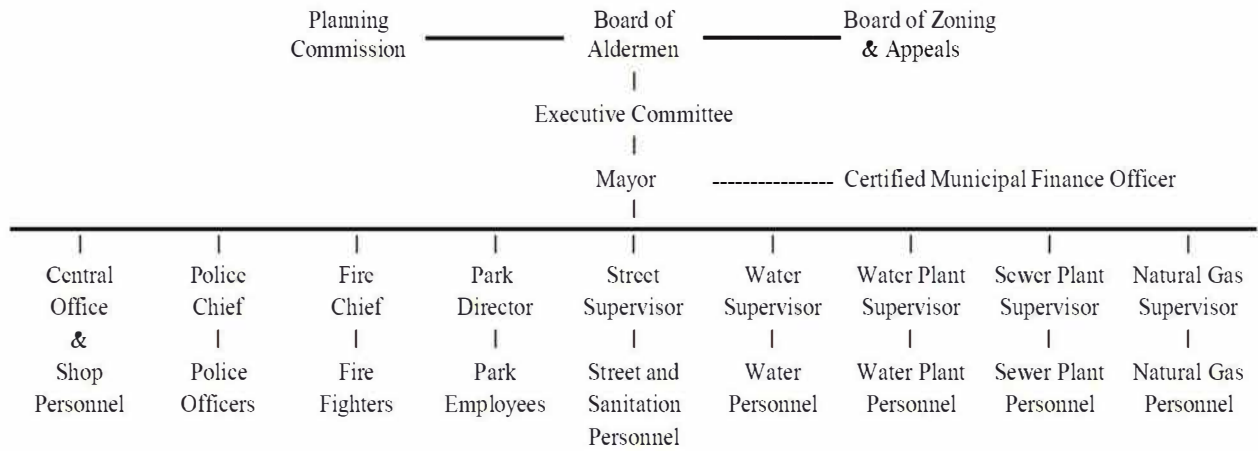 Planning
Commission
Board of
Aldermen
Board of Zoning
& Appeals
Executive Committee
Mayor
Certified Municipal Finance Officer
Central
Office
&
Shop
Personnel
Police
Chief
Police
Officers
Fire
Chief
Fire
Fighters
Park
Director
Park
Employees
Street
Supervisor
Street and
Sanitation
Personnel
Water
Supervisor
Water
Personnel
Water Plant
Supervisor
Water Plant
Personnel
Sewer Plant
Supervisor
Sewer Plant
Personnel
Natural Gas
Supervisor
Natural Gas
Personnel